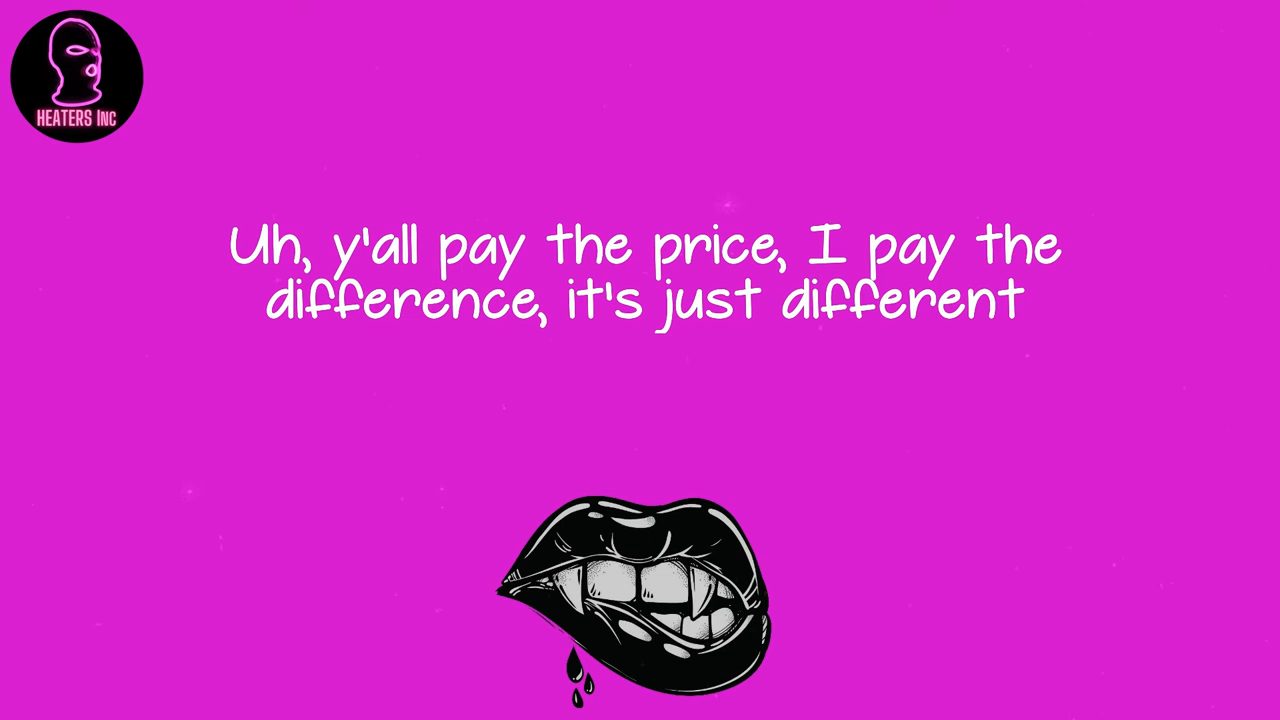 HEATERS INC
Uh, y'all pay the price, I pay the
difference, it's just different